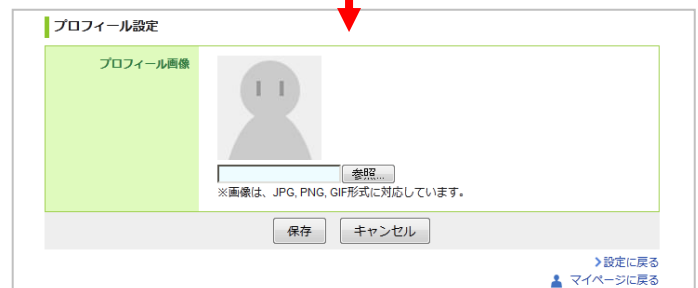 プロフィール設定
プロフィール画像
参照...
※画像は、JPG, PNG, GIF形式に対応しています。
保存 キャンセル
設定に戻る
マイページに戻る